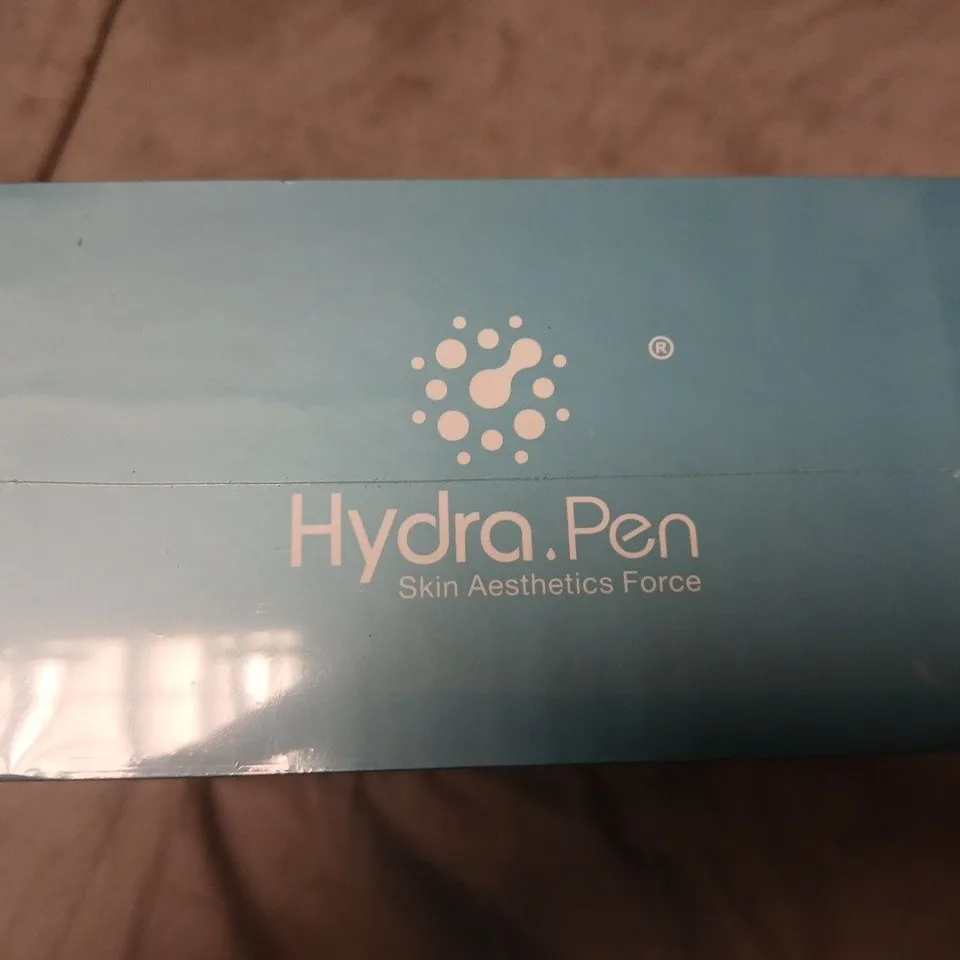 ®
Hydra.Pen
Skin Aesthetics Force